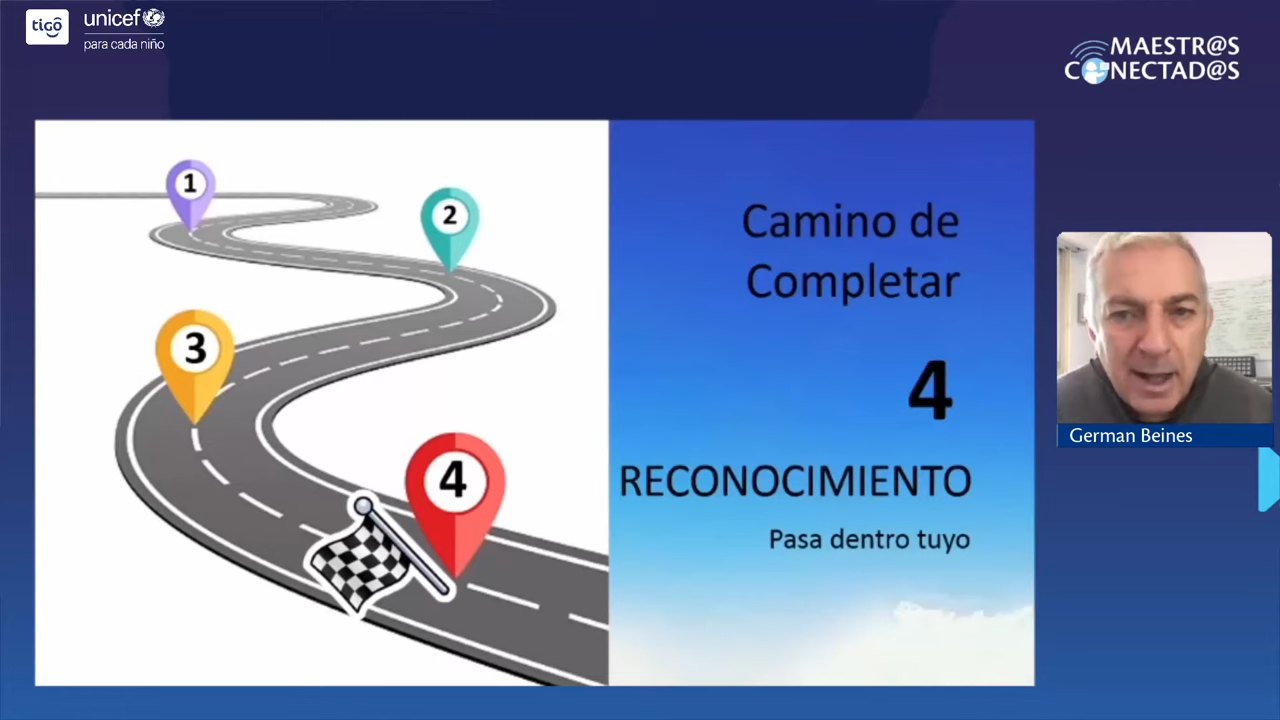 tigo
unicef
para cada niño
MAESTR@S
CONECTAD@S
1
2
3
4
Camino de
Completar
4
RECONOCIMIENTO
Pasa dentro tuyo
German Beines